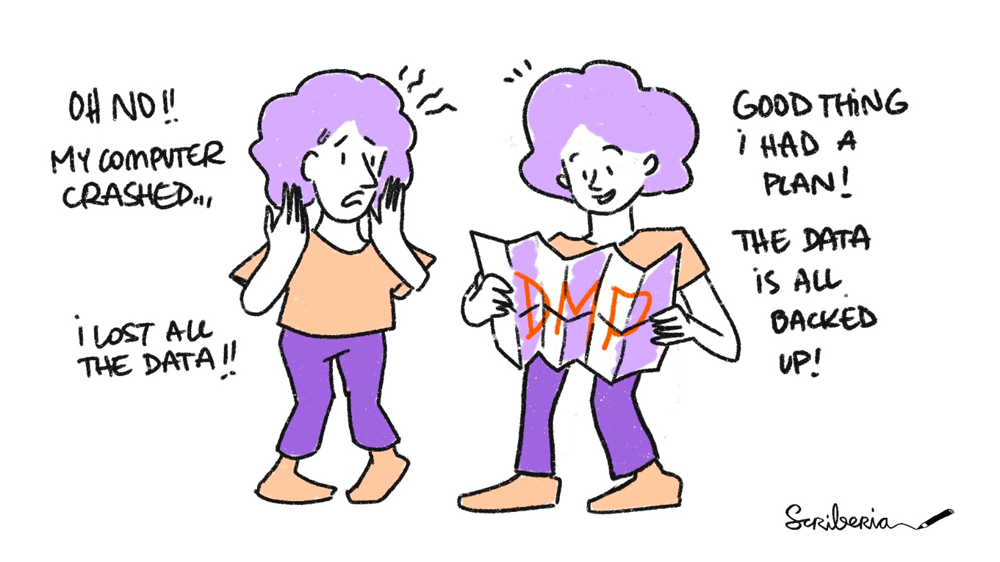 OH NO!!
MY COMPUTER
CRASHED...
i LOST ALL
THE DATA!!
GOOD THiNG
i HAD A
PLAN!
THE DATA
iS ALL
BACKED
UP!
DMP
Scriberia